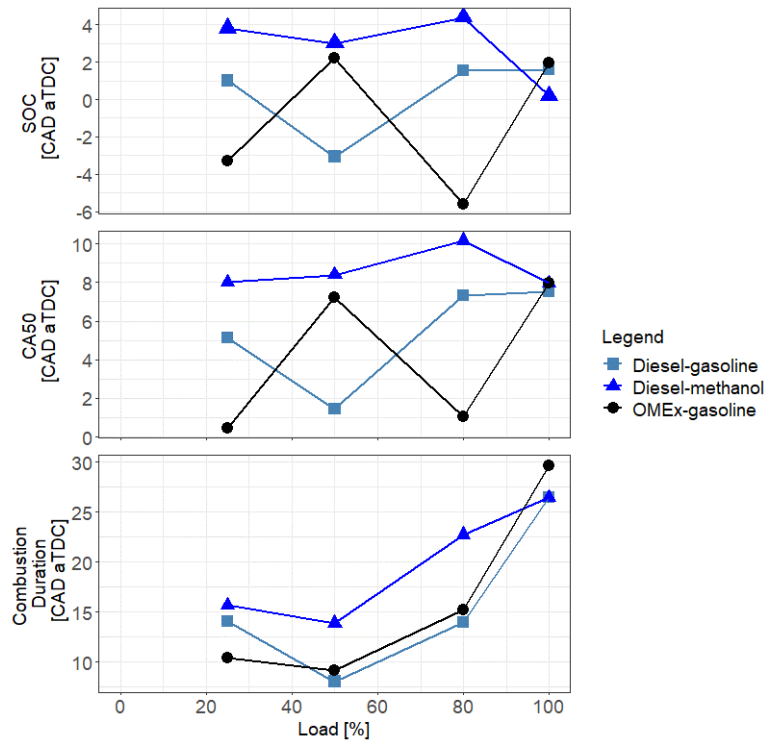 SOC
[CAD aTDC]
4
2
0
-2
-4
-6
CA50
[CAD aTDC]
10
8
6
4
2
0
Combustion
Duration
[CAD aTDC]
30
25
20
15
10
0 20 40 60 80 100
Load [%]
Legend
Diesel-gasoline
Diesel-methanol
OMEx-gasoline